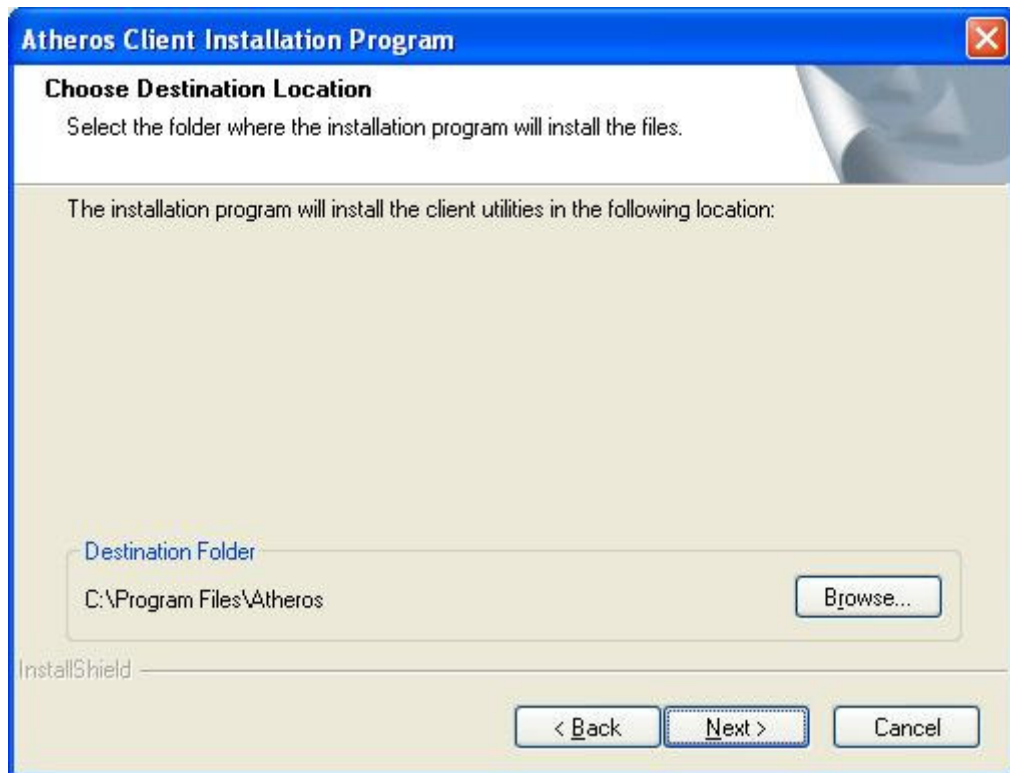 Atheros Client Installation Program
Choose Destination Location
Select the folder where the installation program will install the files.
The installation program will install the client utilities in the following location:
Destination Folder
C:\Program Files\Atheros
Browse...
InstallShield
< Back
Next >
Cancel